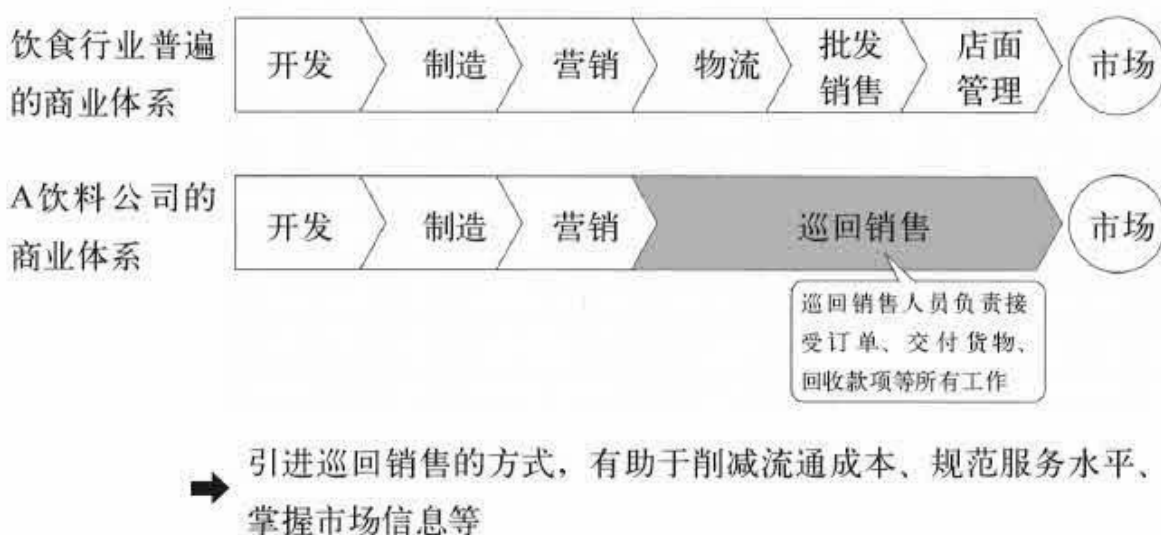 饮食行业普遍
的商业体系
开发
制造
营销
物流
批发
销售
店面
管理
市场
A饮料公司的
商业体系
开发
制造
营销
巡回销售
市场
巡回销售人员负责接
受订单、交付货物、
回收款项等所有工作
引进巡回销售的方式，有助于削减流通成本、规范服务水平、
掌握市场信息等